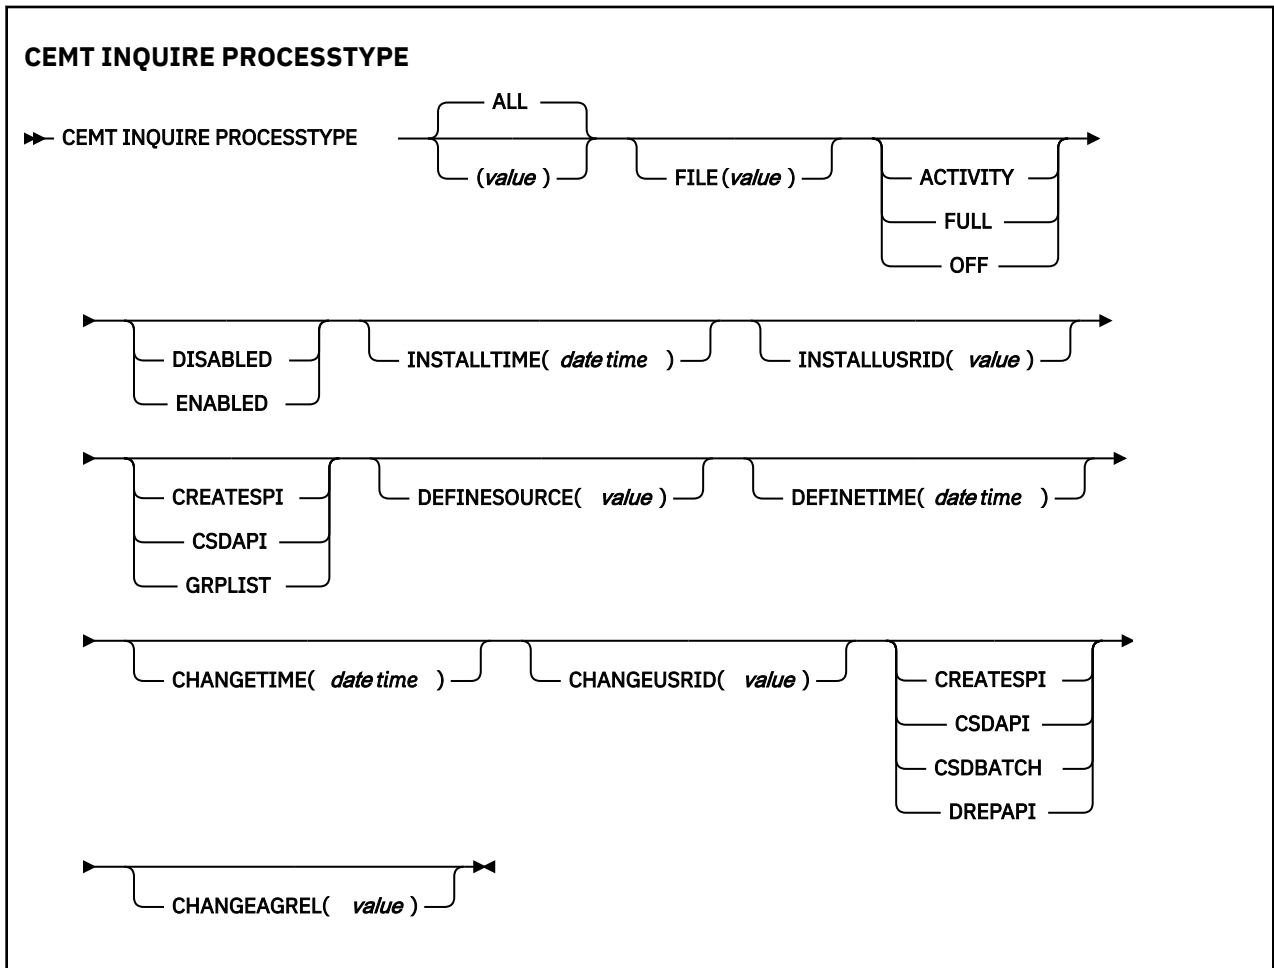 CEMT INQUIRE PROCESSTYPE
ALL
CEMT INQUIRE PROCESSTYPE
(value )
FILE(value )
ACTIVITY
FULL
OFF
DISABLED
ENABLED
INSTALLTIME( date time )
INSTALLUSRID( value )
CREATESPI
CSDAPI
GRPLIST
DEFINESOURCE( value )
DEFINETIME( date time )
CHANGETIME( date time )
CHANGEUSRID( value )
CREATESPI
CSDAPI
CSDBATCH
DREPAPI
CHANGEAGREL( value )